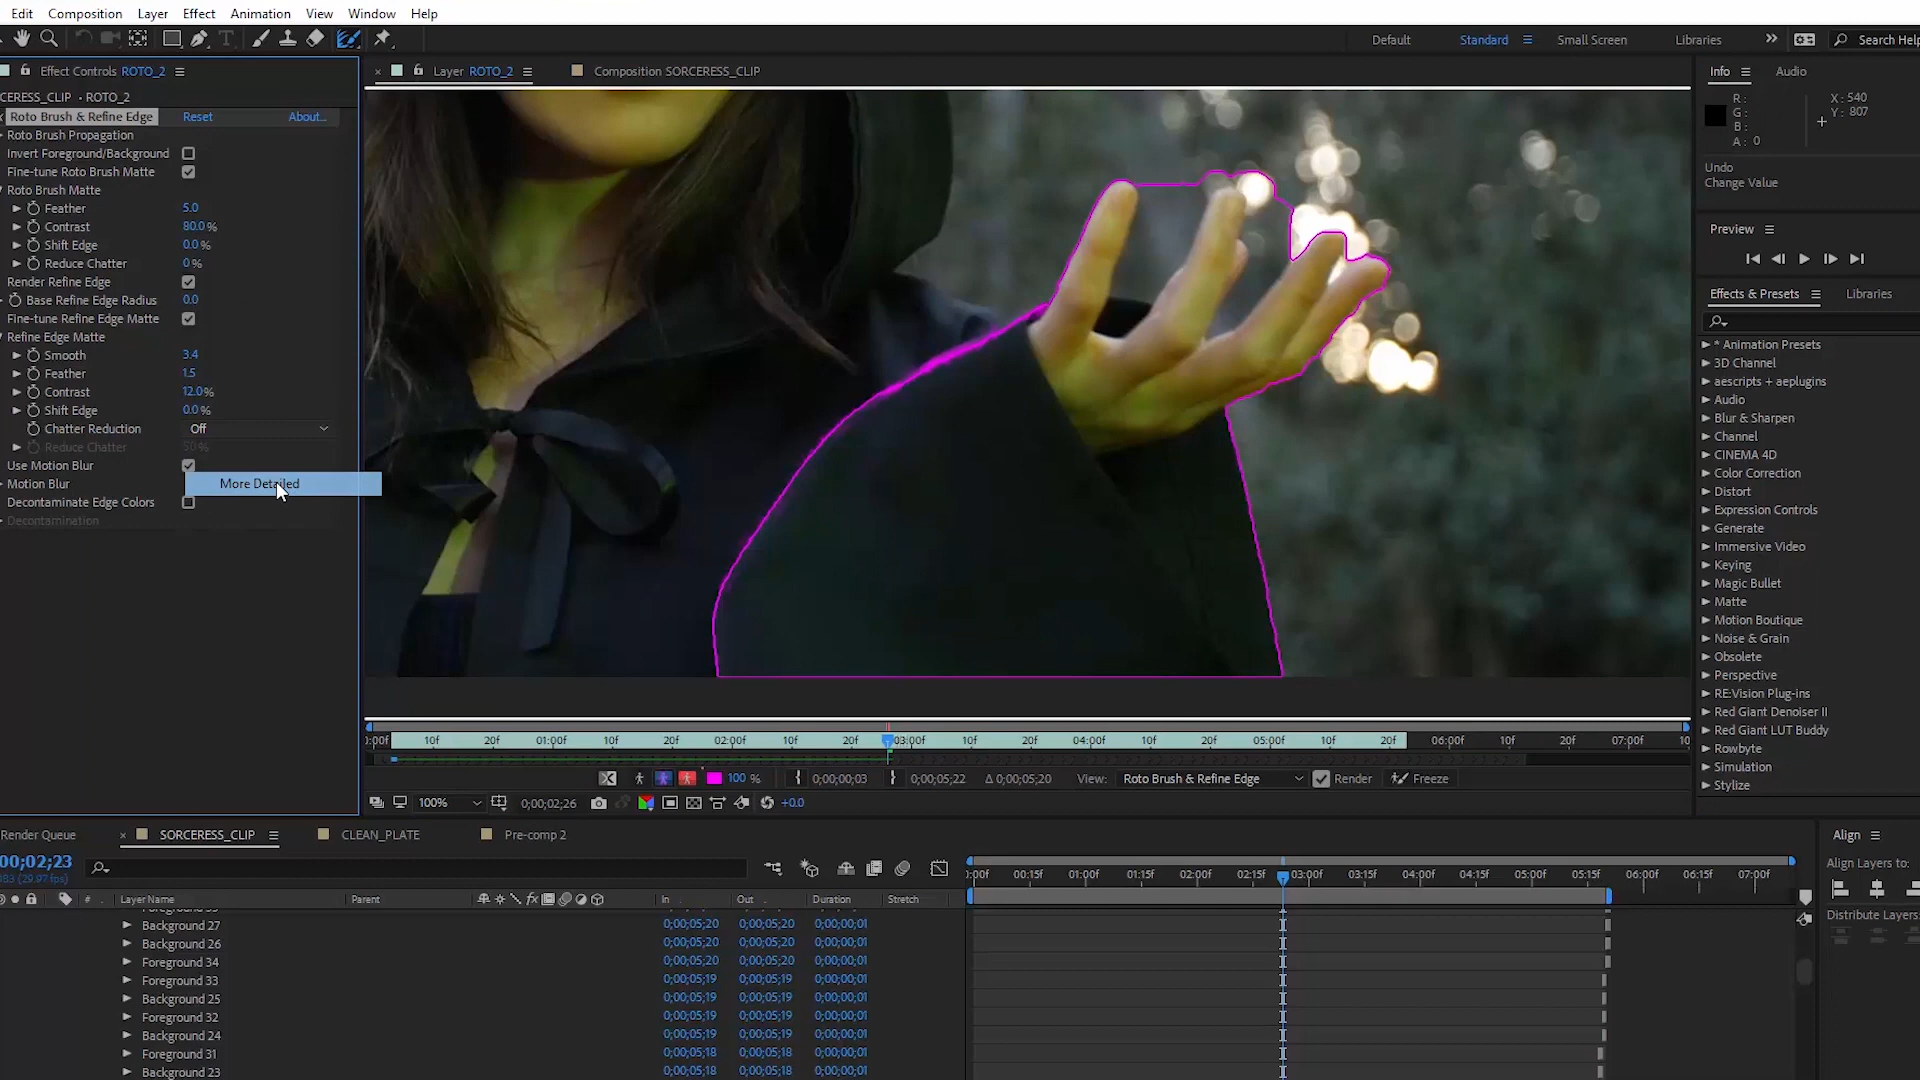 Edit Composition Layer Effect Animation View Window Help
Default Standard Small Screen Libraries Search Help
Effect Controls ROTO_2
CERESS_CLIP · ROTO_2
Roto Brush & Refine Edge Reset About...
Roto Brush Propagation
Invert Foreground/Background
Fine-tune Roto Brush Matte
Roto Brush Matte
Feather 5.0
Contrast 80.0%
Shift Edge 0.0%
Reduce Chatter 0%
Render Refine Edge
Base Refine Edge Radius 0.0
Fine-tune Refine Edge Matte
Refine Edge Matte
Smooth 3.4
Feather 1.5
Contrast 12.0%
Shift Edge 0.0%
Chatter Reduction Off
Reduce Chatter 50%
Use Motion Blur
Motion Blur
More Detailed
Decontaminate Edge Colors
Decontamination
Layer ROTO_2 Composition SORCERESS_CLIP
:00f 10f 20f 01:00f 10f 20f 02:00f 10f 20f 03:00f 10f 20f 04:00f 10f 20f 05:00f 10f 20f 06:00f 10f 20f 07:00f 10
100 % 0;00;00;03 0;00;05;22 Δ 0;00;05;20 View: Roto Brush & Refine Edge Render Freeze
100% 0;00;02;26 +0.0
Info Audio
R:
G:
B:
A: 0
X: 540
Y: 807
Undo
Change Value
Preview
Effects & Presets Libraries
* Animation Presets
3D Channel
aescripts + aeplugins
Audio
Blur & Sharpen
Channel
CINEMA 4D
Color Correction
Distort
Expression Controls
Generate
Immersive Video
Keying
Magic Bullet
Matte
Motion Boutique
Noise & Grain
Obsolete
Perspective
RE:Vision Plug-ins
Red Giant Denoiser II
Red Giant LUT Buddy
Rowbyte
Simulation
Stylize
Render Queue SORCERESS_CLIP CLEAN_PLATE Pre-comp 2
00;02;23
083 (29.97 fps)
# Layer Name Parent In Out Duration Stretch
:00f 00:15f 01:00f 01:15f 02:00f 02:15f 03:00f 03:15f 04:00f 04:15f 05:00f 05:15f 06:00f 06:15f 07:00f
Background 27 0;00;05;20 0;00;05;20 0;00;00;01
Background 26 0;00;05;20 0;00;05;20 0;00;00;01
Foreground 34 0;00;05;20 0;00;05;20 0;00;00;01
Foreground 33 0;00;05;19 0;00;05;19 0;00;00;01
Background 25 0;00;05;19 0;00;05;19 0;00;00;01
Foreground 32 0;00;05;19 0;00;05;19 0;00;00;01
Background 24 0;00;05;19 0;00;05;19 0;00;00;01
Foreground 31 0;00;05;18 0;00;05;18 0;00;00;01
Background 23 0;00;05;18 0;00;05;18 0;00;00;01
Align
Align Layers to:
Distribute Layers: